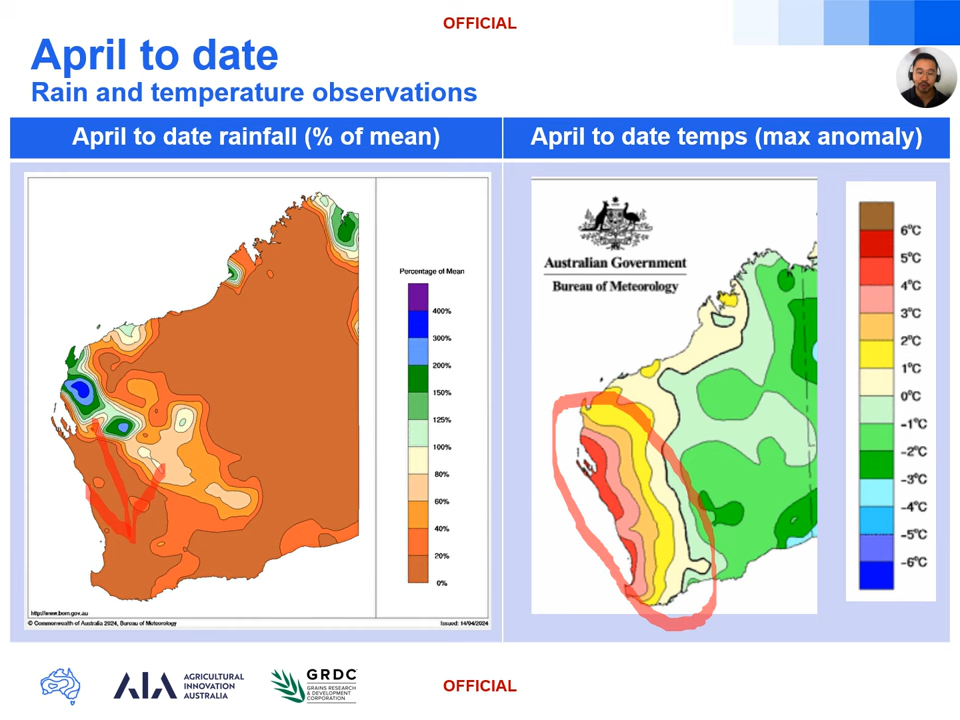 OFFICIAL
April to date
Rain and temperature observations
April to date rainfall (% of mean)
April to date temps (max anomaly)
Percentage of Mean
400%
300%
200%
150%
125%
100%
80%
60%
40%
20%
0%
http://www.bom.gov.au
© Commonwealth of Australia 2024, Bureau of Meteorology
Issued: 14/04/2024
Australian Government
Bureau of Meteorology
6°C
5°C
4°C
3°C
2°C
1°C
0°C
-1°C
-2°C
-3°C
-4°C
-5°C
-6°C
AIA
AGRICULTURAL
INNOVATION
AUSTRALIA
GRDC
GRAINS RESEARCH
& DEVELOPMENT
CORPORATION
OFFICIAL